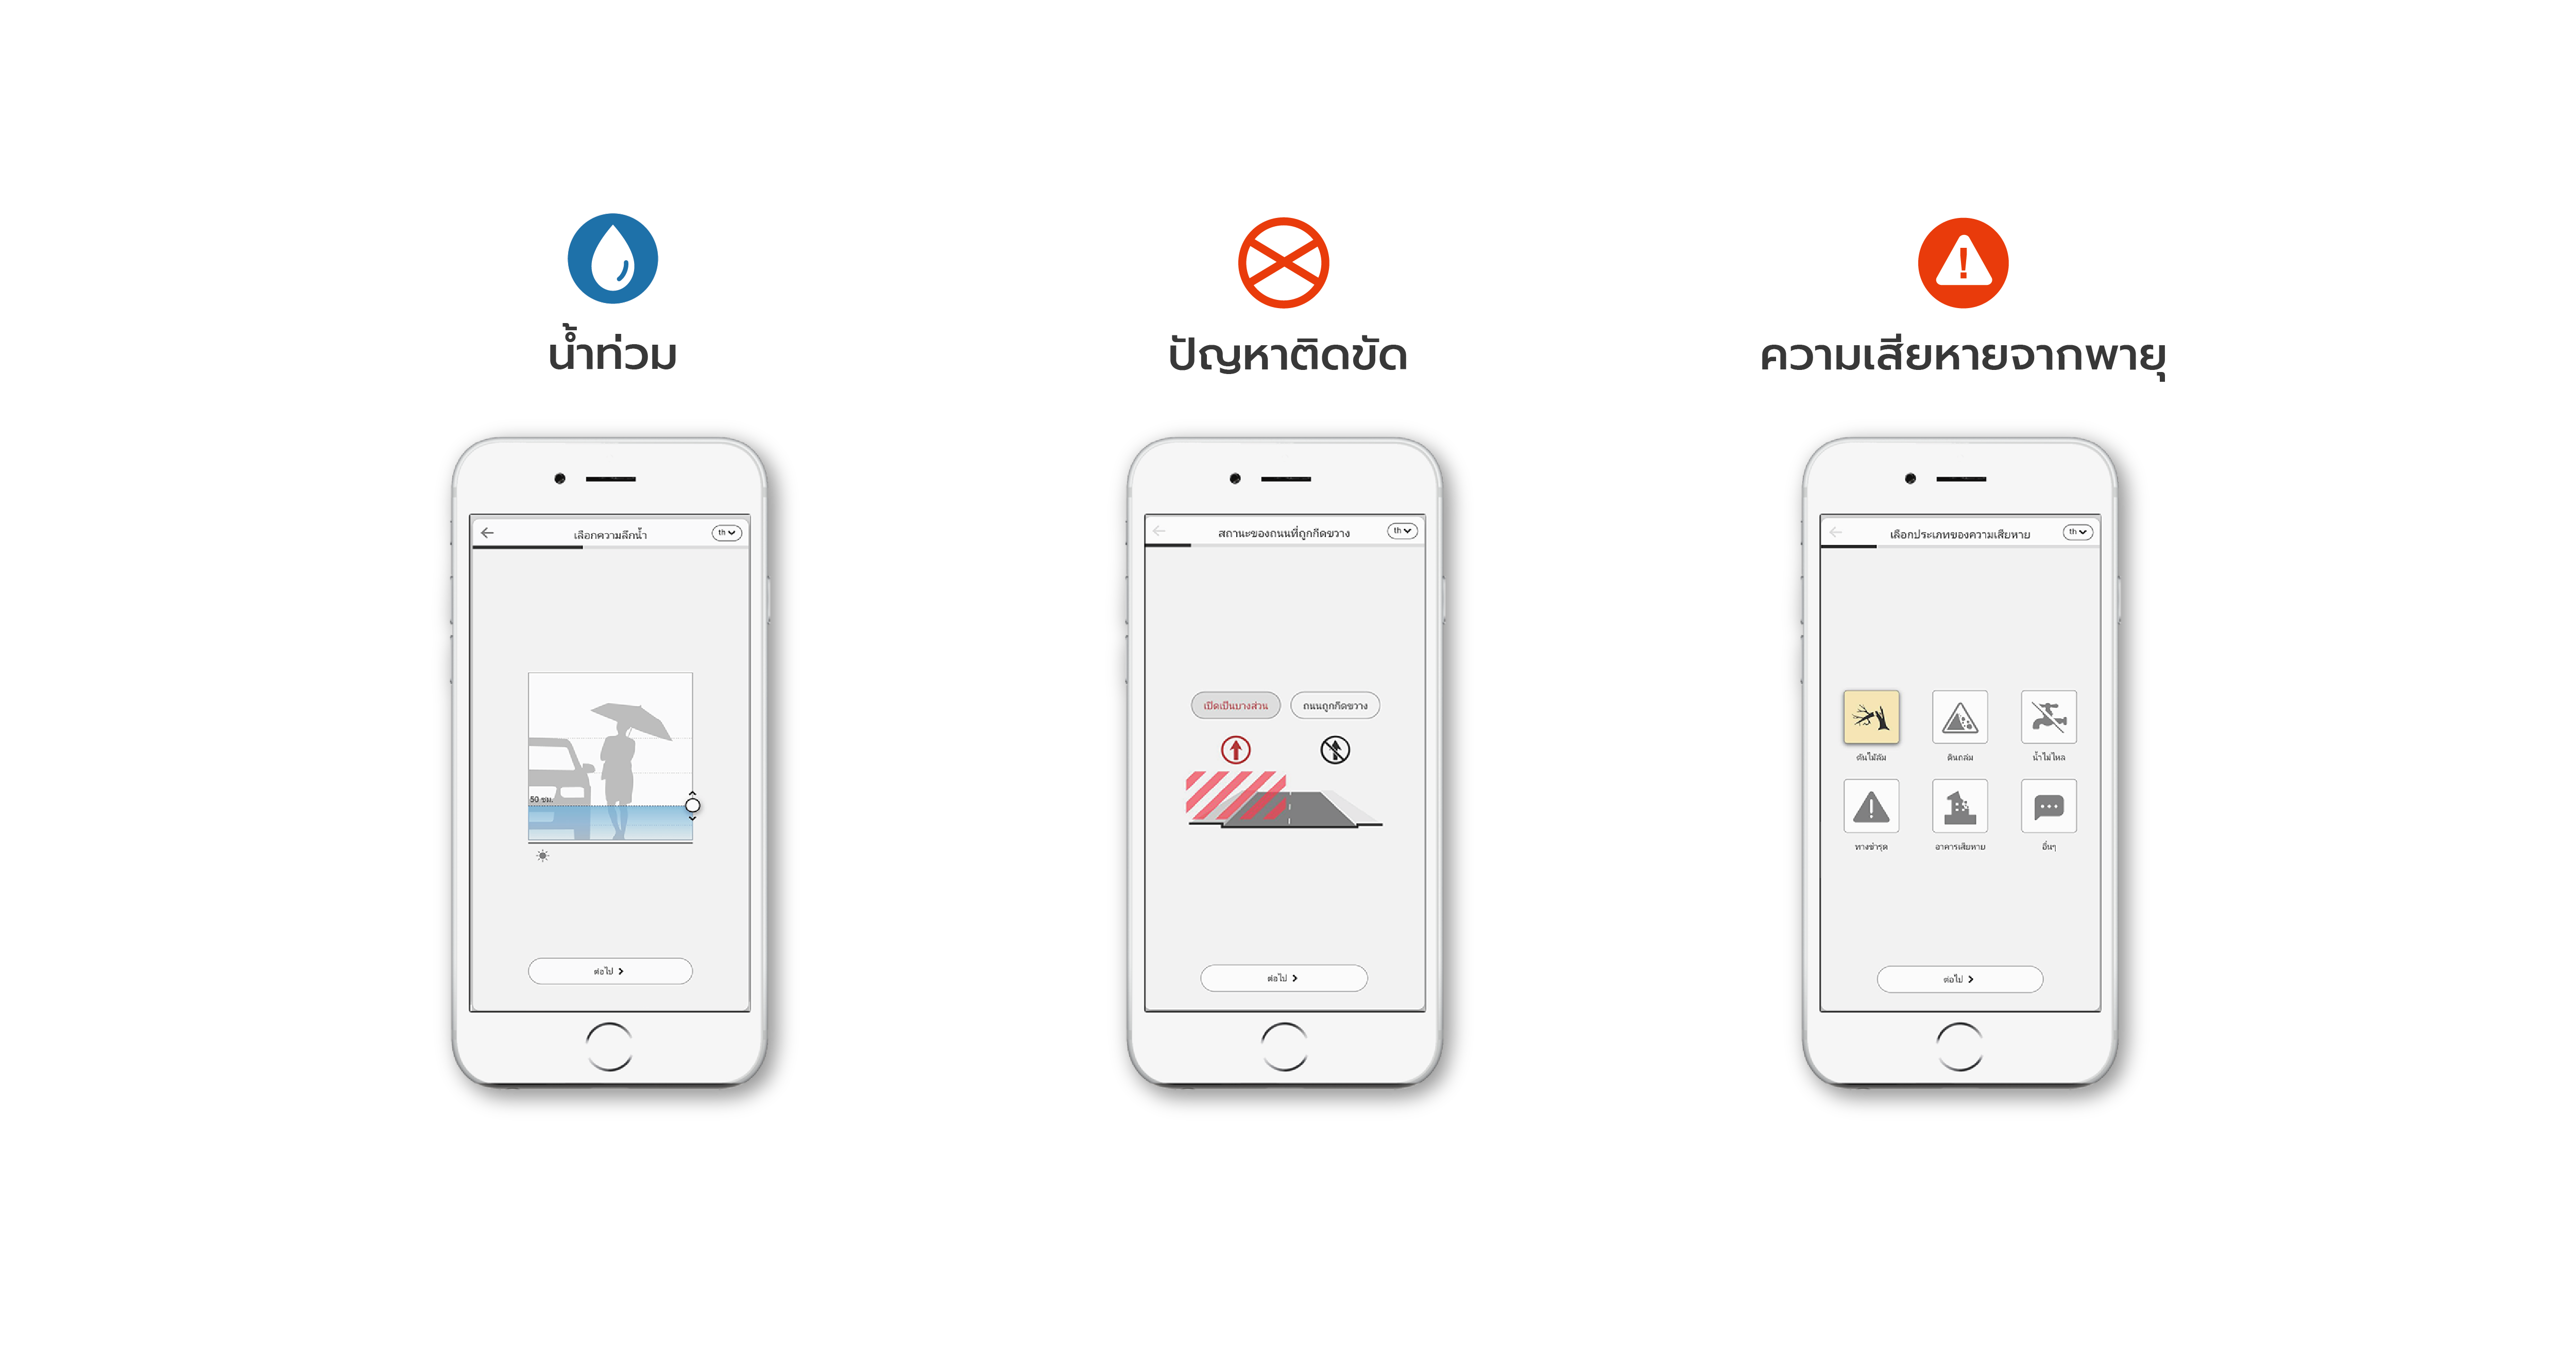 น้ำท่วม
ปัญหาติดขัด
ความเสียหายจากพายุ
เลือกความลึกน้ำ
th
50 ซม.
ต่อไป
สถานะของถนนที่ถูกกีดขวาง
th
เปิดเป็นบางส่วน
ถนนถูกกีดขวาง
ต่อไป
เลือกประเภทของความเสียหาย
th
ต้นไม้ล้ม
ดินถล่ม
น้ำไม่ไหล
ทางชำรุด
อาคารเสียหาย
อื่นๆ
ต่อไป